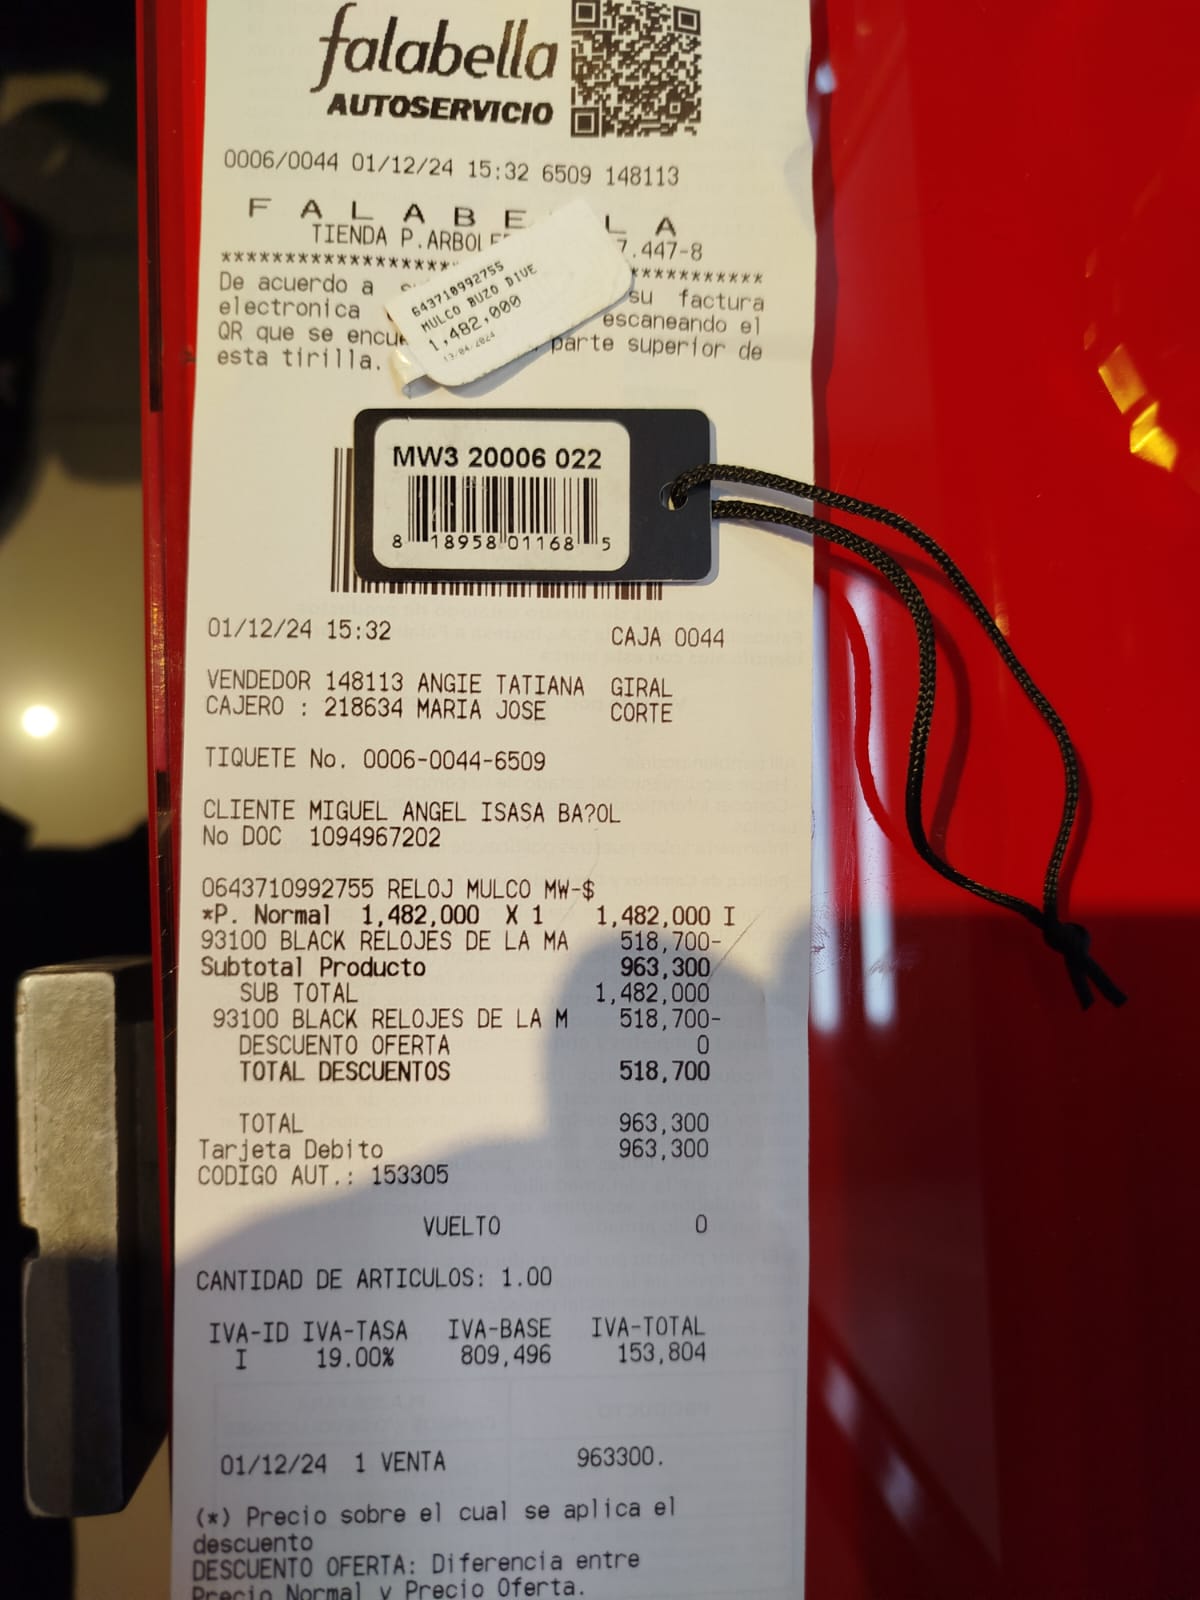 falabella
AUTOSERVICIO
0006/0044 01/12/24 15:32 6509 148113
F A L A B E L A
TIENDA P.ARBOLE 7.447-8
***********************
De acuerdo a su factura
electronica escaneando el
QR que se encue parte superior de
esta tirilla.
643710992755
MULCO BUZO DIVE
1,482,000
13/04/2024
MW3 20006 022
8 18958 01168 5
01/12/24 15:32 CAJA 0044
VENDEDOR 148113 ANGIE TATIANA GIRAL
CAJERO : 218634 MARIA JOSE CORTE
TIQUETE No. 0006-0044-6509
CLIENTE MIGUEL ANGEL ISASA BA?OL
No DOC 1094967202
0643710992755 RELOJ MULCO MW-$
*P. Normal 1,482,000 X 1 1,482,000 I
93100 BLACK RELOJES DE LA MA 518,700-
Subtotal Producto 963,300
SUB TOTAL 1,482,000
93100 BLACK RELOJES DE LA M 518,700-
DESCUENTO OFERTA 0
TOTAL DESCUENTOS 518,700
TOTAL 963,300
Tarjeta Debito 963,300
CODIGO AUT.: 153305
VUELTO 0
CANTIDAD DE ARTICULOS: 1.00
IVA-ID IVA-TASA IVA-BASE IVA-TOTAL
I 19.00% 809,496 153,804
01/12/24 1 VENTA 963300.
(*) Precio sobre el cual se aplica el
descuento
DESCUENTO OFERTA: Diferencia entre
Precio Normal y Precio Oferta.